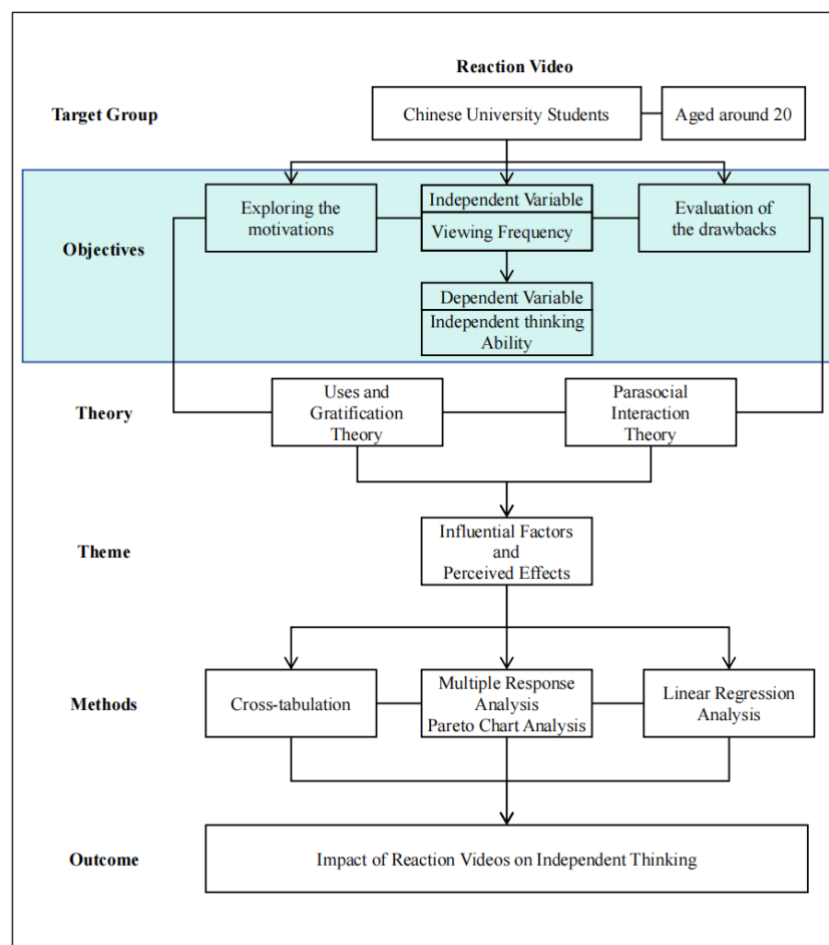 Reaction Video
Target Group
Chinese University Students
Aged around 20
Objectives
Exploring the
motivations
Independent Variable
Viewing Frequency
Evaluation of
the drawbacks
Dependent Variable
Independent thinking
Ability
Theory
Uses and
Gratification
Theory
Parasocial
Interaction
Theory
Theme
Influential Factors
and
Perceived Effects
Methods
Cross-tabulation
Multiple Response
Analysis
Pareto Chart Analysis
Linear Regression
Analysis
Outcome
Impact of Reaction Videos on Independent Thinking